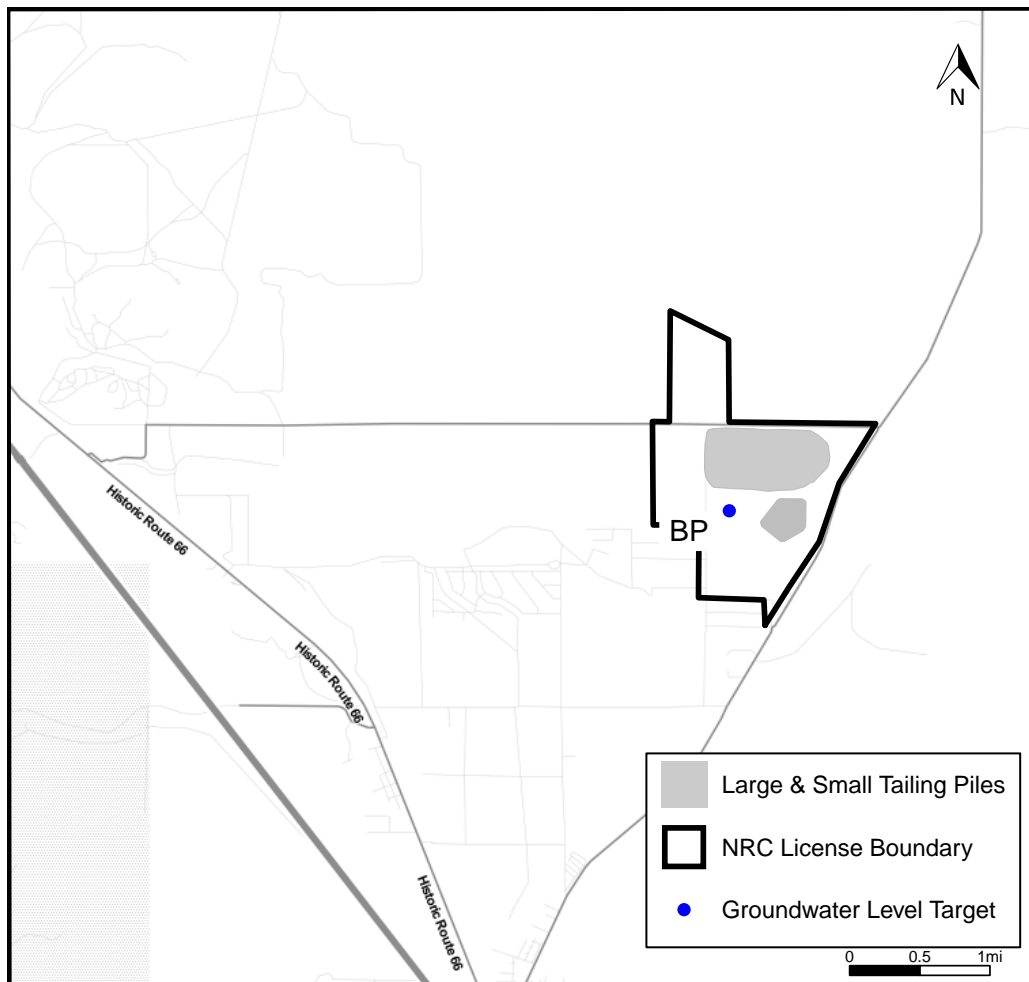 N
Historic Route 66
BP
Historic Route 66
Large & Small Tailing Piles
NRC License Boundary
Groundwater Level Target
Historic Route 66
0 0.5 1mi